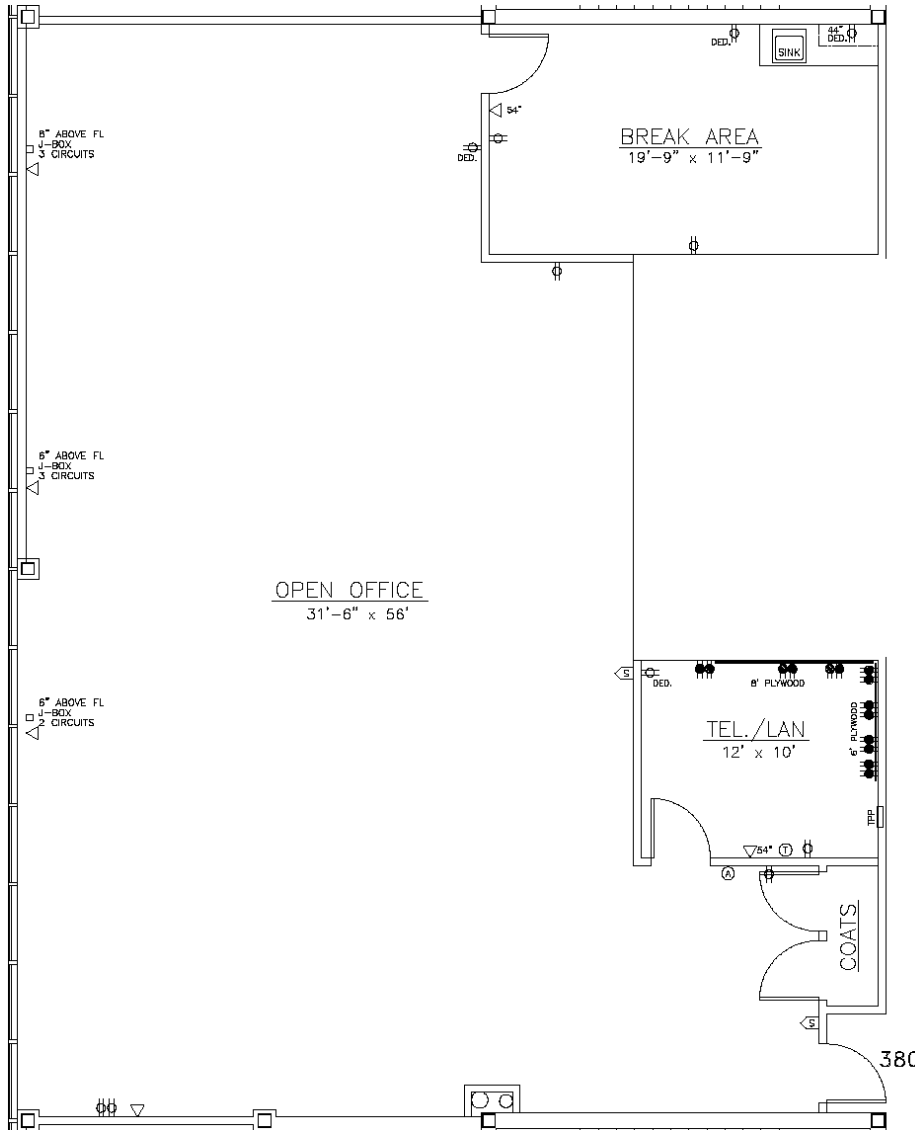 44"
DED.
DED.
SINK
54"
6" ABOVE FL
J-BOX
3 CIRCUITS
BREAK AREA
19'-9" x 11'-9"
DED.
6" ABOVE FL
J-BOX
3 CIRCUITS
OPEN OFFICE
31'-6" x 56'
S
DED.
8' PLYWOOD
6" ABOVE FL
J-BOX
2 CIRCUITS
TEL./LAN
12' x 10'
6' PLYWOOD
TPP
54"
T
A
COATS
S
380